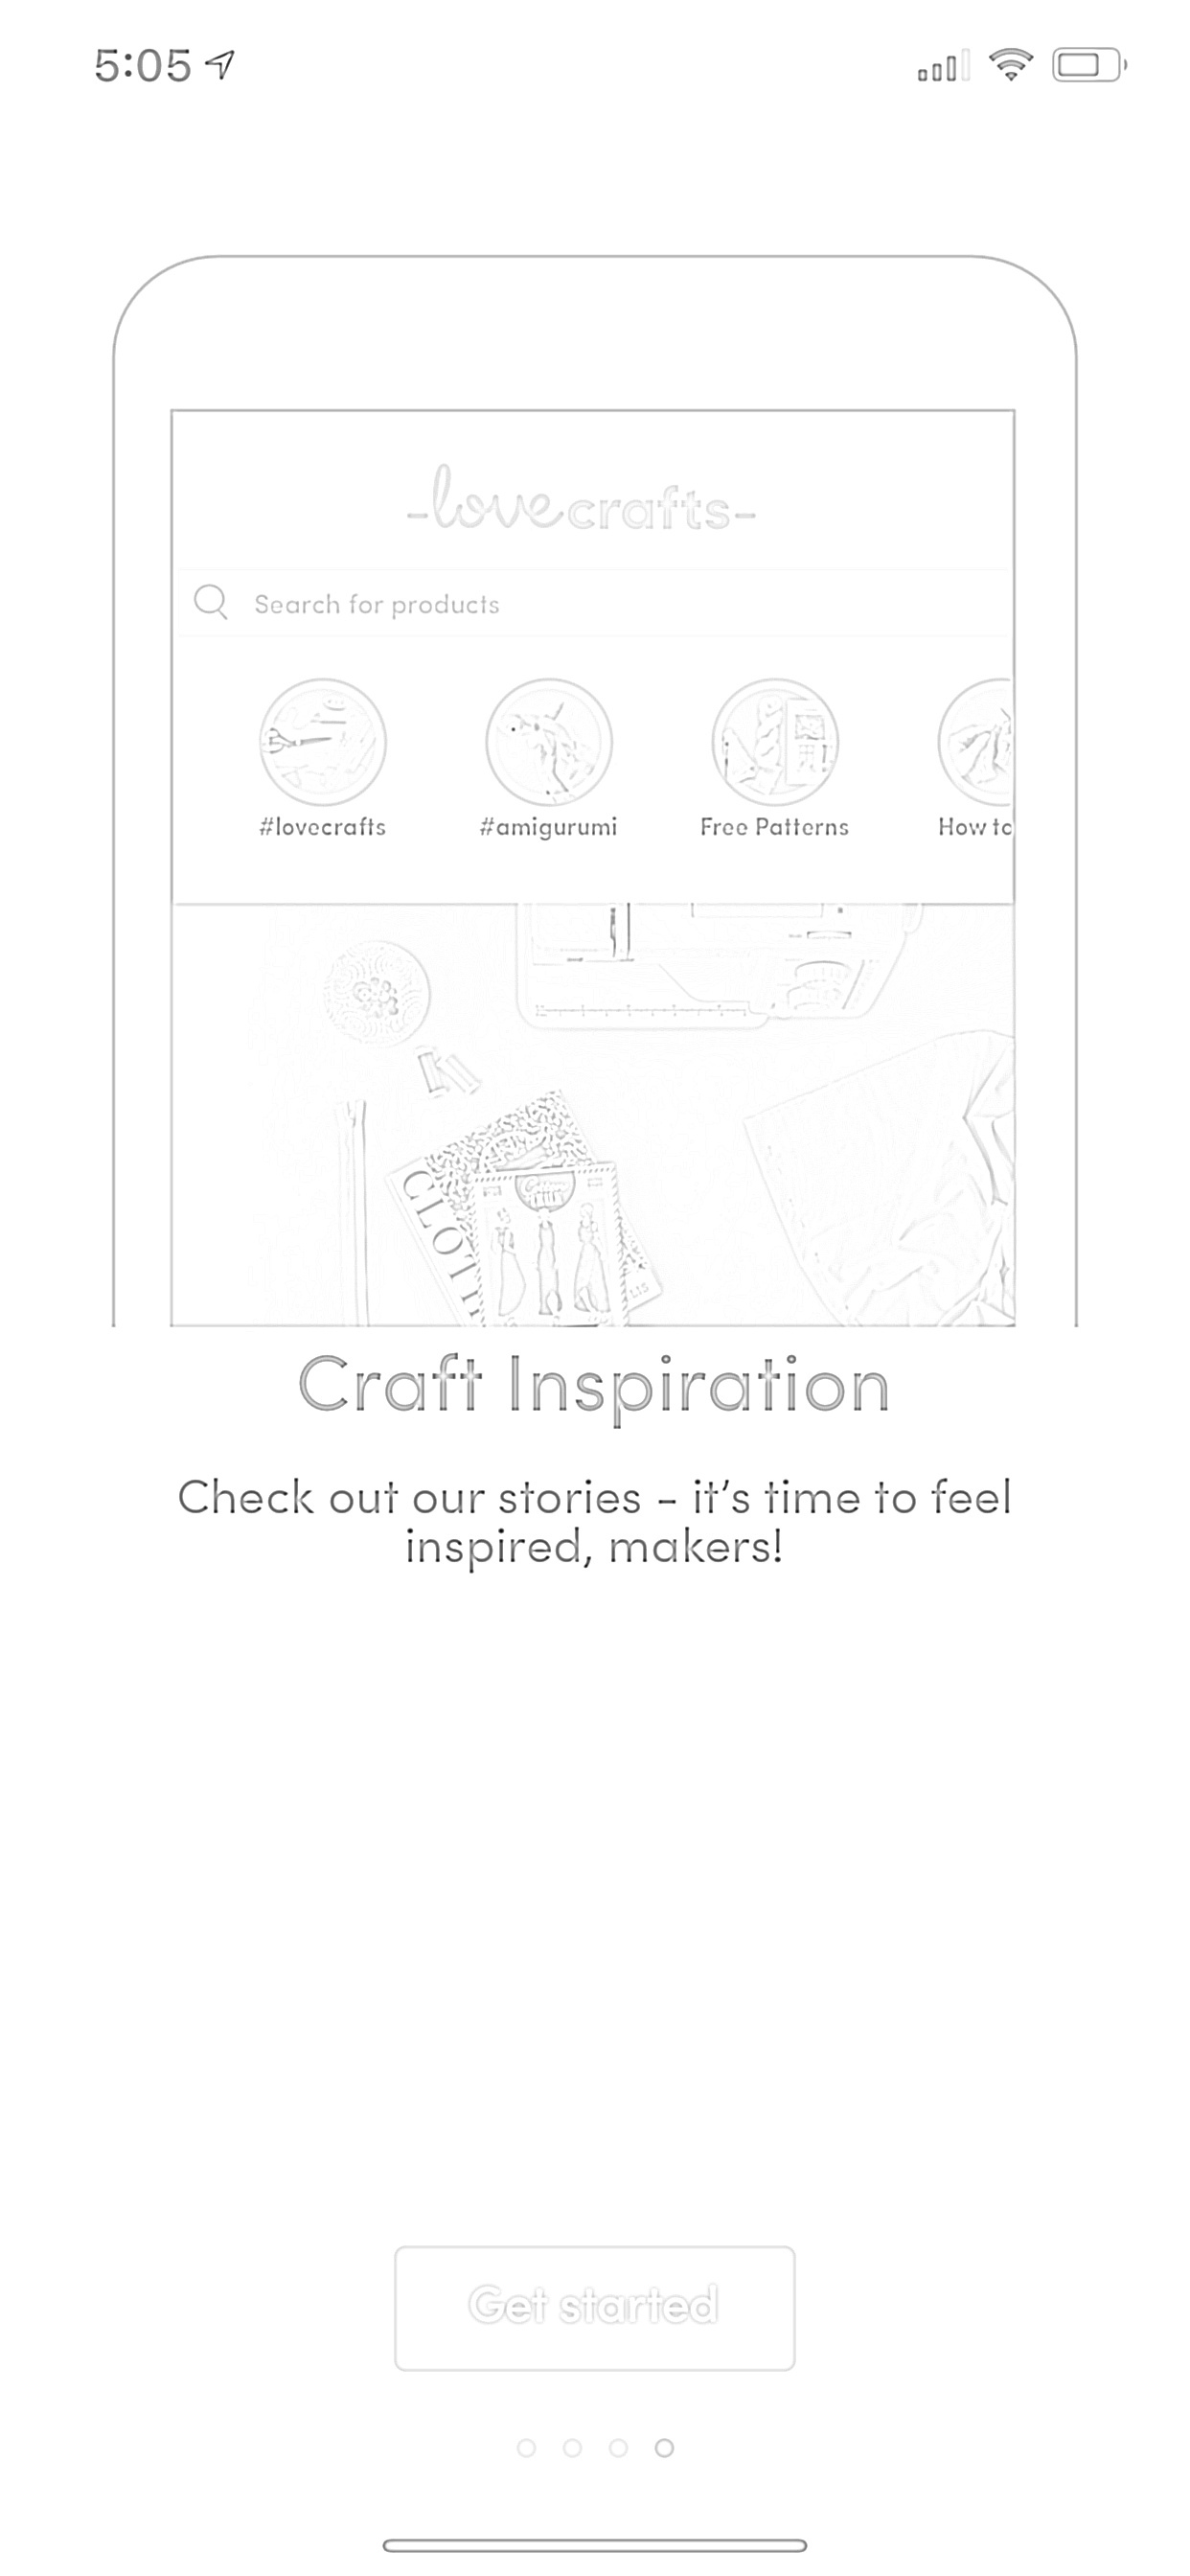 5:05
-lovecrafts-
Search for products
#lovecrafts
#amigurumi
Free Patterns
How to
CLOTH
Craft Inspiration
Check out our stories – it’s time to feel
inspired, makers!
Get started